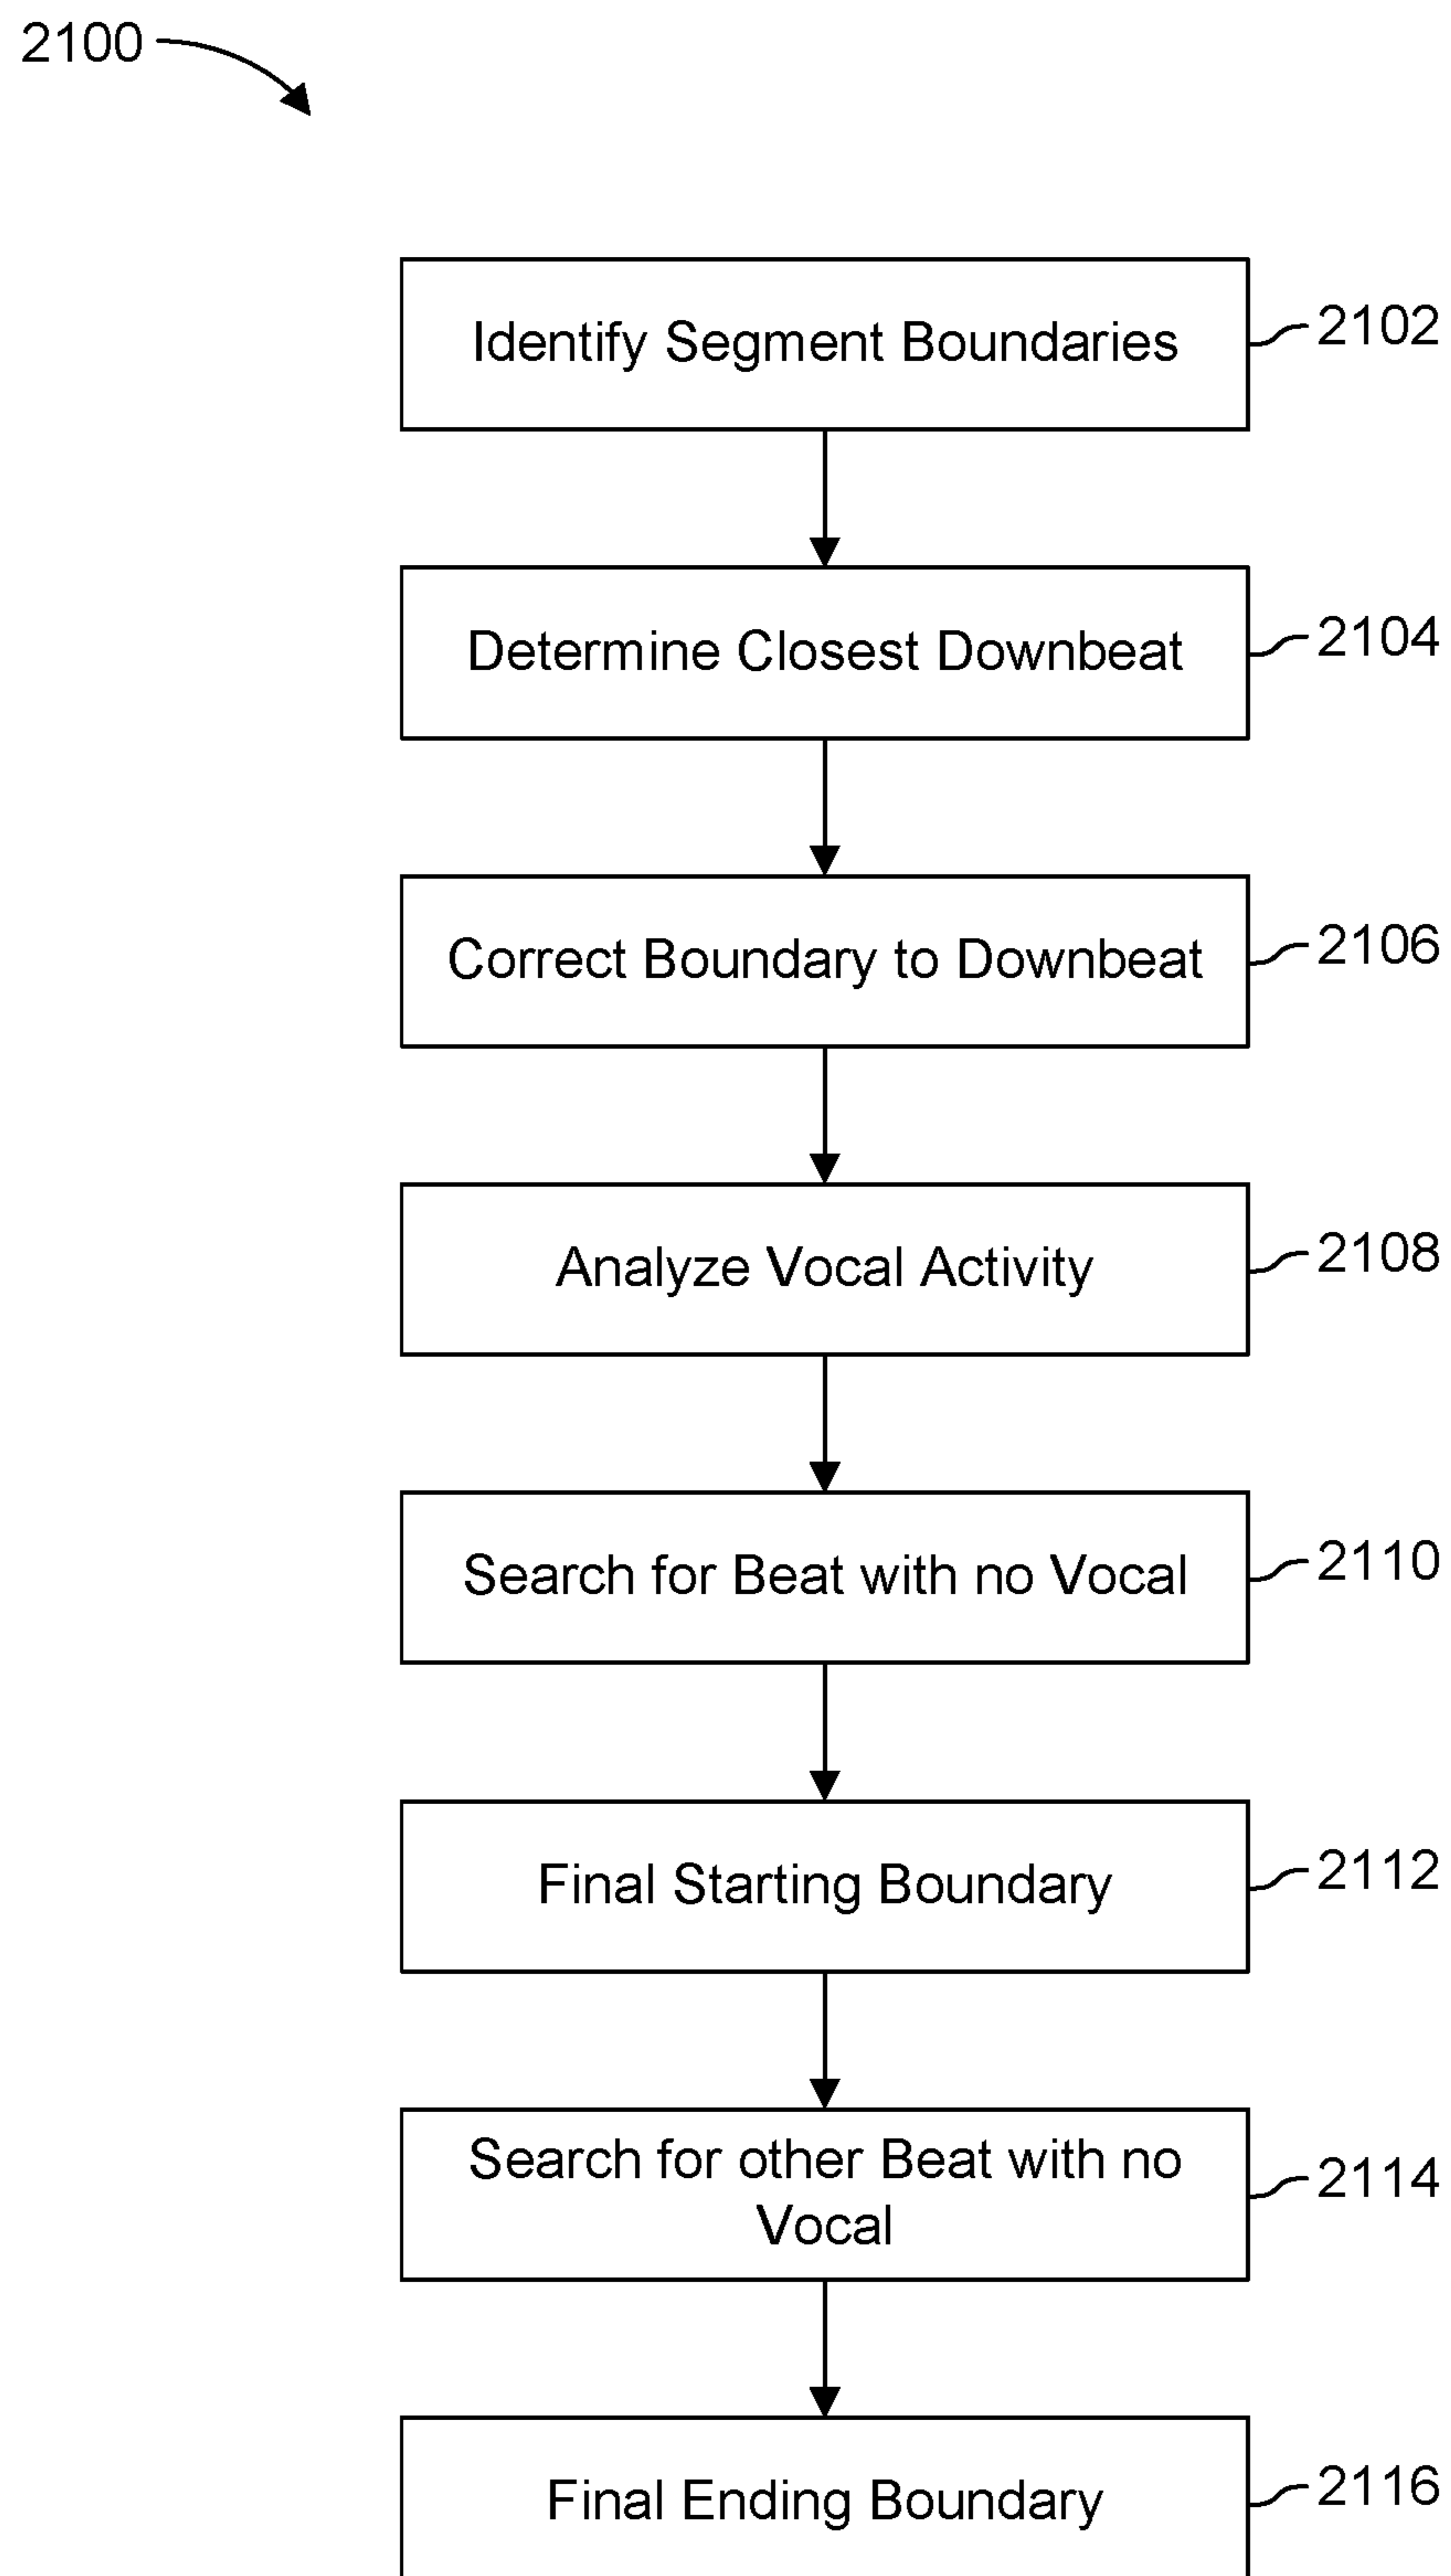 2100
Identify Segment Boundaries
2102
Determine Closest Downbeat
2104
Correct Boundary to Downbeat
2106
Analyze Vocal Activity
2108
Search for Beat with no Vocal
2110
Final Starting Boundary
2112
Search for other Beat with no
Vocal
2114
Final Ending Boundary
2116